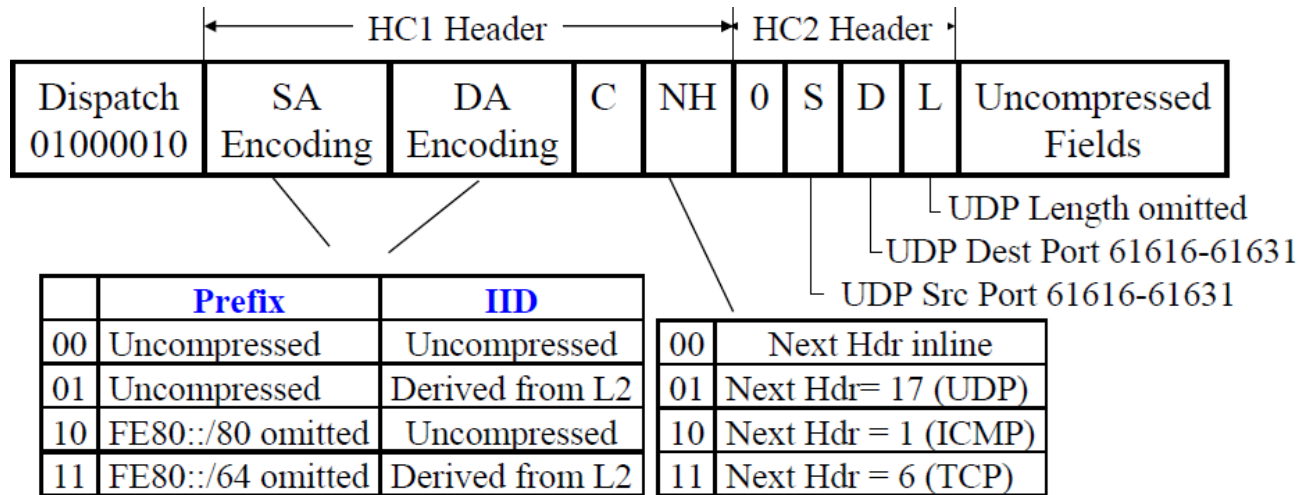 HC1 Header HC2 Header
Dispatch SA DA C NH 0 S D L Uncompressed
01000010 Encoding Encoding Fields
UDP Length omitted
UDP Dest Port 61616-61631
UDP Src Port 61616-61631
Prefix IID
00 Uncompressed Uncompressed
01 Uncompressed Derived from L2
10 FE80::/80 omitted Uncompressed
11 FE80::/64 omitted Derived from L2
00 Next Hdr inline
01 Next Hdr= 17 (UDP)
10 Next Hdr = 1 (ICMP)
11 Next Hdr = 6 (TCP)